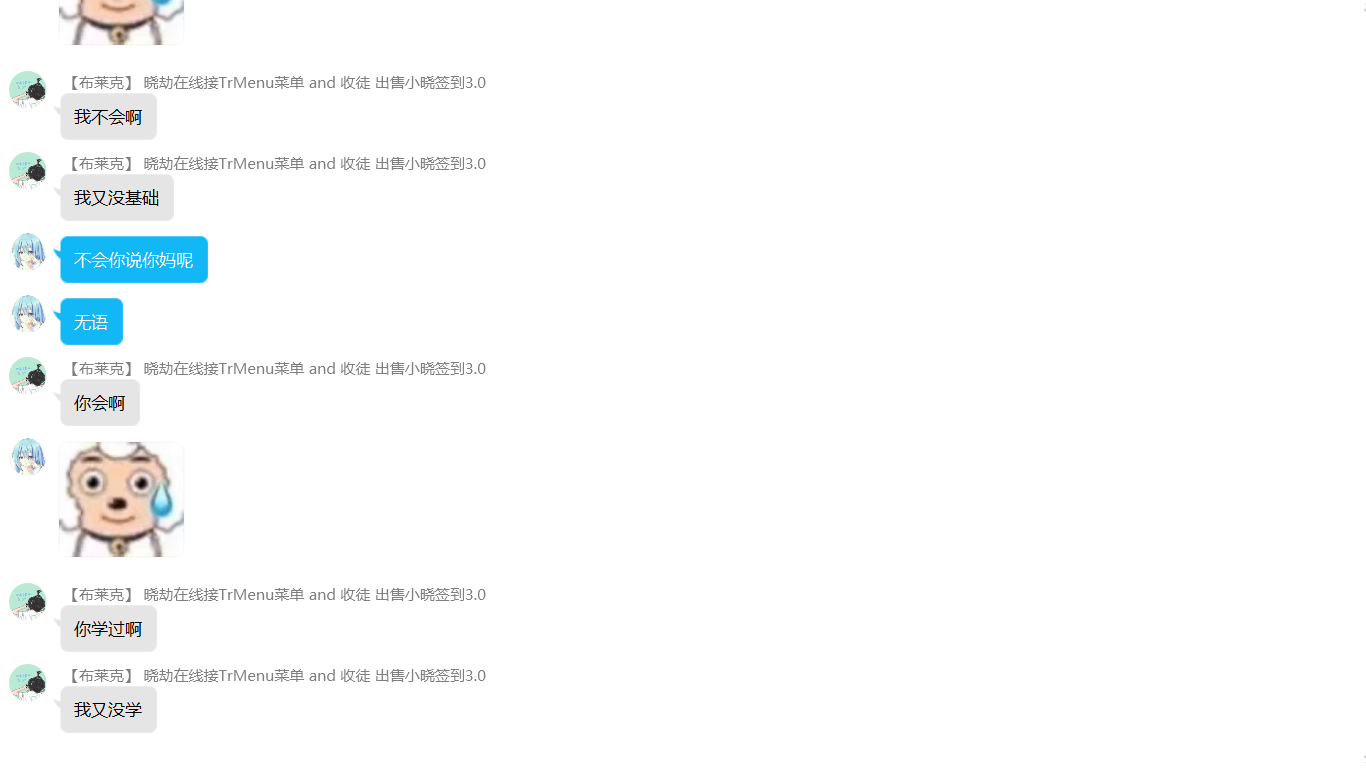 【布莱克】 晓劫在线接TrMenu菜单 and 收徒 出售小晓签到3.0
我不会啊
【布莱克】 晓劫在线接TrMenu菜单 and 收徒 出售小晓签到3.0
我又没基础
不会你说你妈呢
无语
【布莱克】 晓劫在线接TrMenu菜单 and 收徒 出售小晓签到3.0
你会啊
【布莱克】 晓劫在线接TrMenu菜单 and 收徒 出售小晓签到3.0
你学过啊
【布莱克】 晓劫在线接TrMenu菜单 and 收徒 出售小晓签到3.0
我又没学